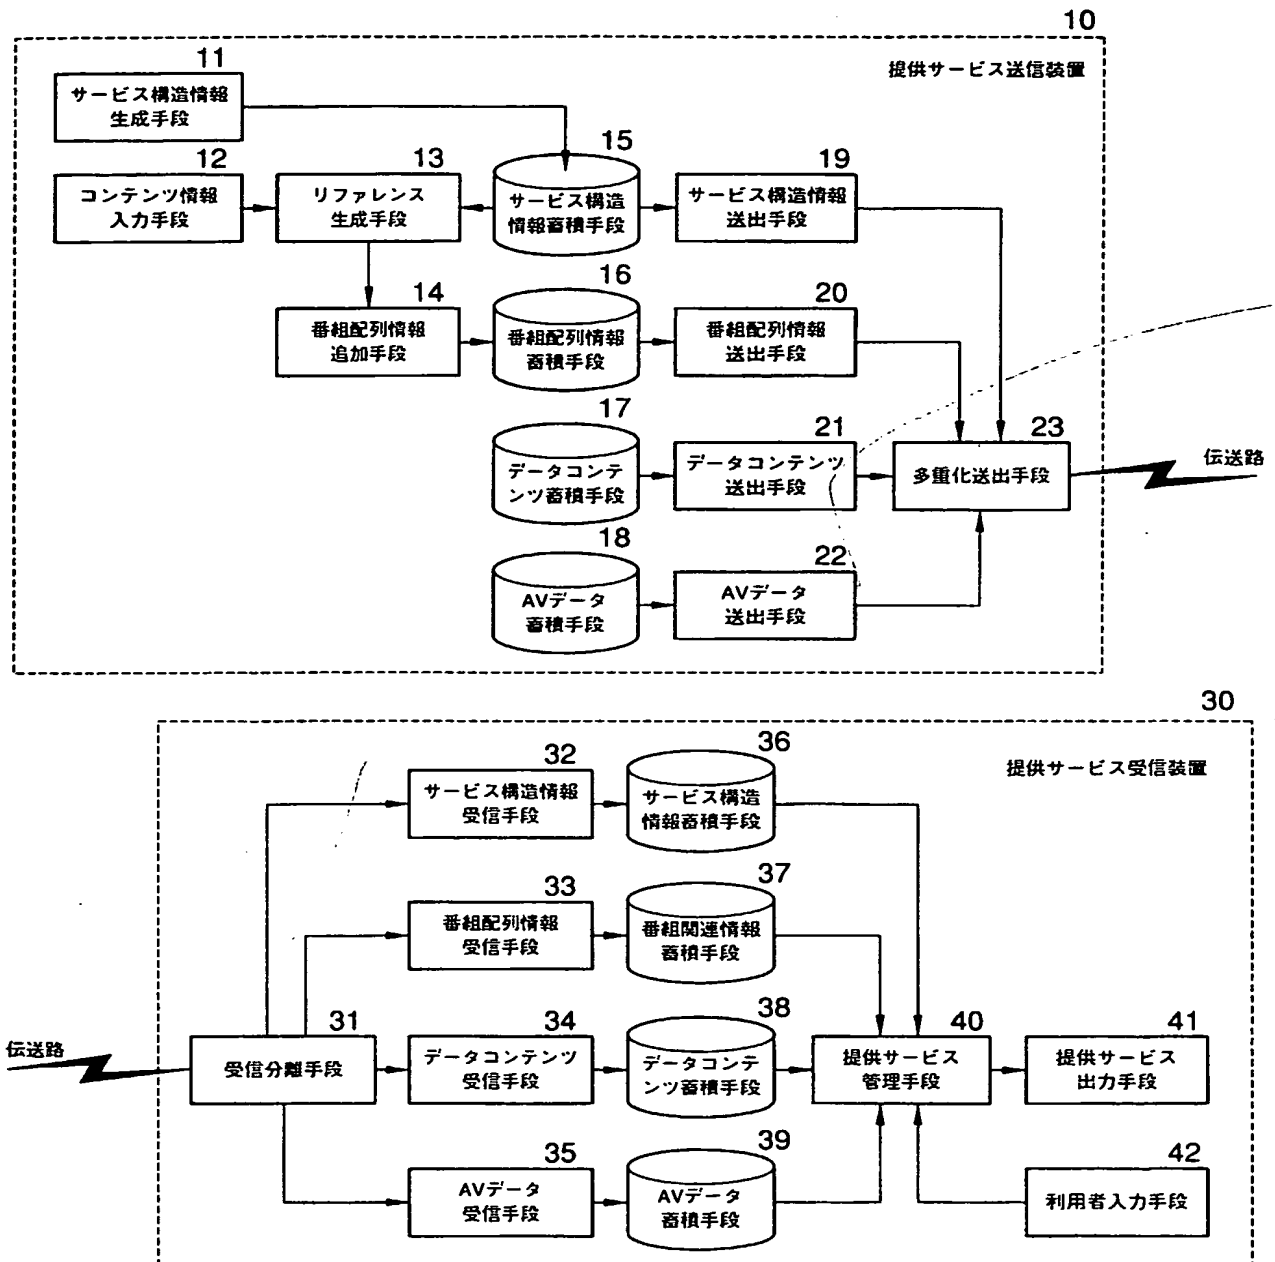 10
提供サービス送信装置
11
サービス構造情報
生成手段
12
コンテンツ情報
入力手段
13
リファレンス
生成手段
15
サービス構造
情報蓄積手段
19
サービス構造情報
送出手段
14
番組配列情報
追加手段
16
番組配列情報
蓄積手段
20
番組配列情報
送出手段
17
データコンテ
ンツ蓄積手段
21
データコンテンツ
送出手段
23
多重化送出手段
伝送路
18
AVデータ
蓄積手段
22
AVデータ
送出手段
30
提供サービス受信装置
32
サービス構造情報
受信手段
36
サービス構造
情報蓄積手段
33
番組配列情報
受信手段
37
番組関連情報
蓄積手段
伝送路
31
受信分離手段
34
データコンテンツ
受信手段
38
データコンテ
ンツ蓄積手段
40
提供サービス
管理手段
41
提供サービス
出力手段
35
AVデータ
受信手段
39
AVデータ
蓄積手段
42
利用者入力手段